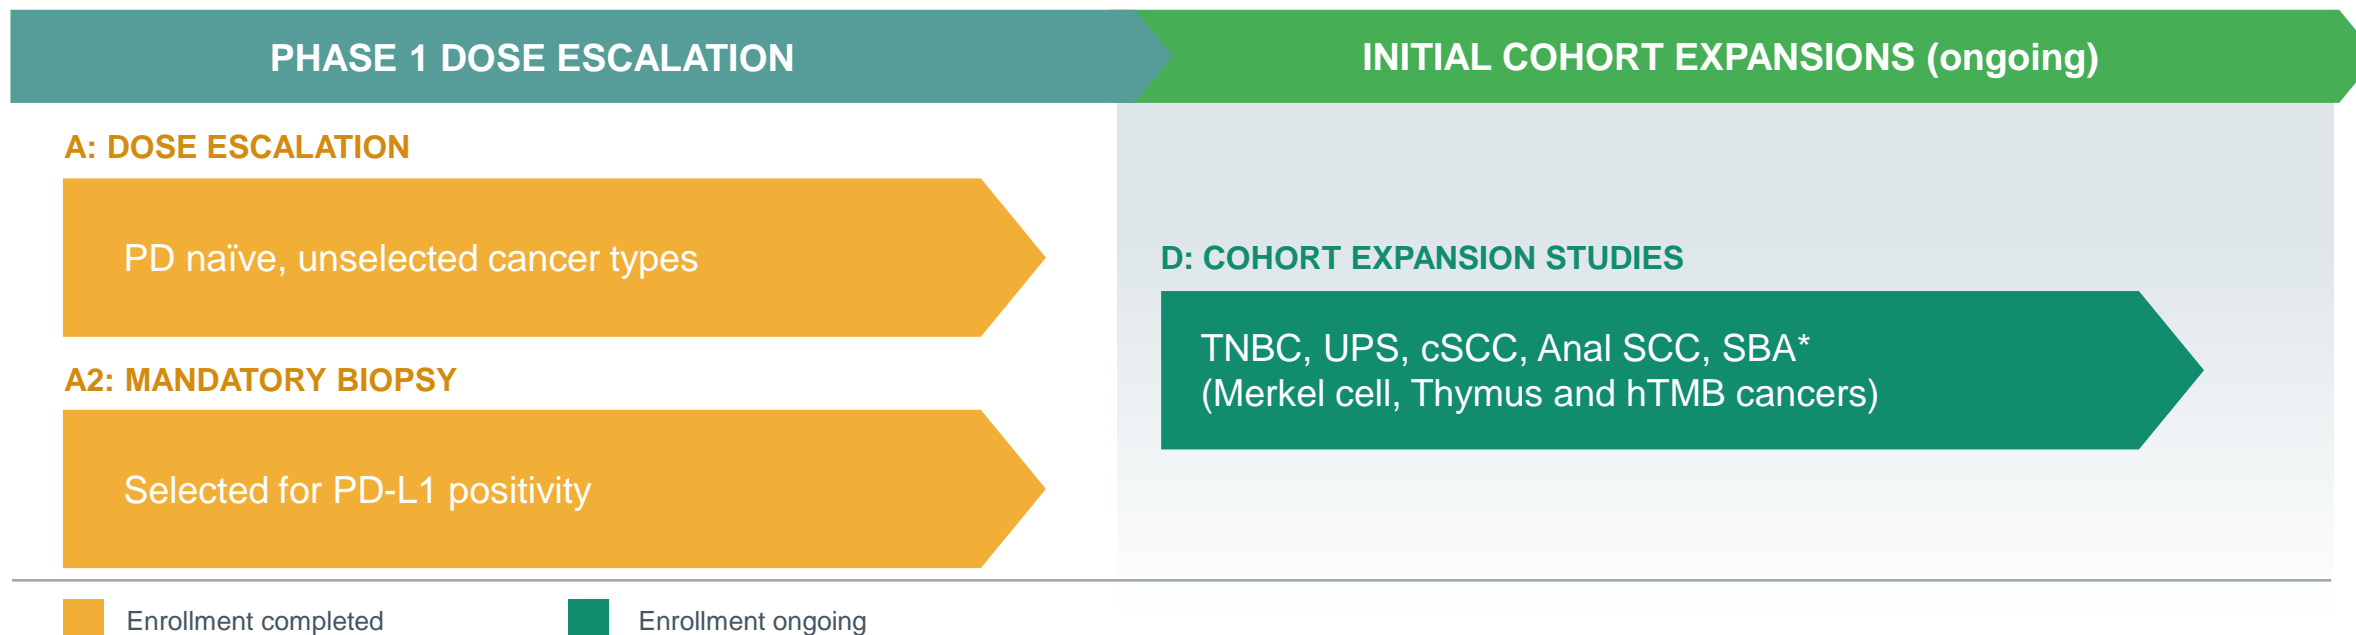 PHASE 1 DOSE ESCALATION
INITIAL COHORT EXPANSIONS (ongoing)
A: DOSE ESCALATION
PD naïve, unselected cancer types
A2: MANDATORY BIOPSY
Selected for PD-L1 positivity
D: COHORT EXPANSION STUDIES
TNBC, UPS, cSCC, Anal SCC, SBA*
(Merkel cell, Thymus and hTMB cancers)
Enrollment completed
Enrollment ongoing